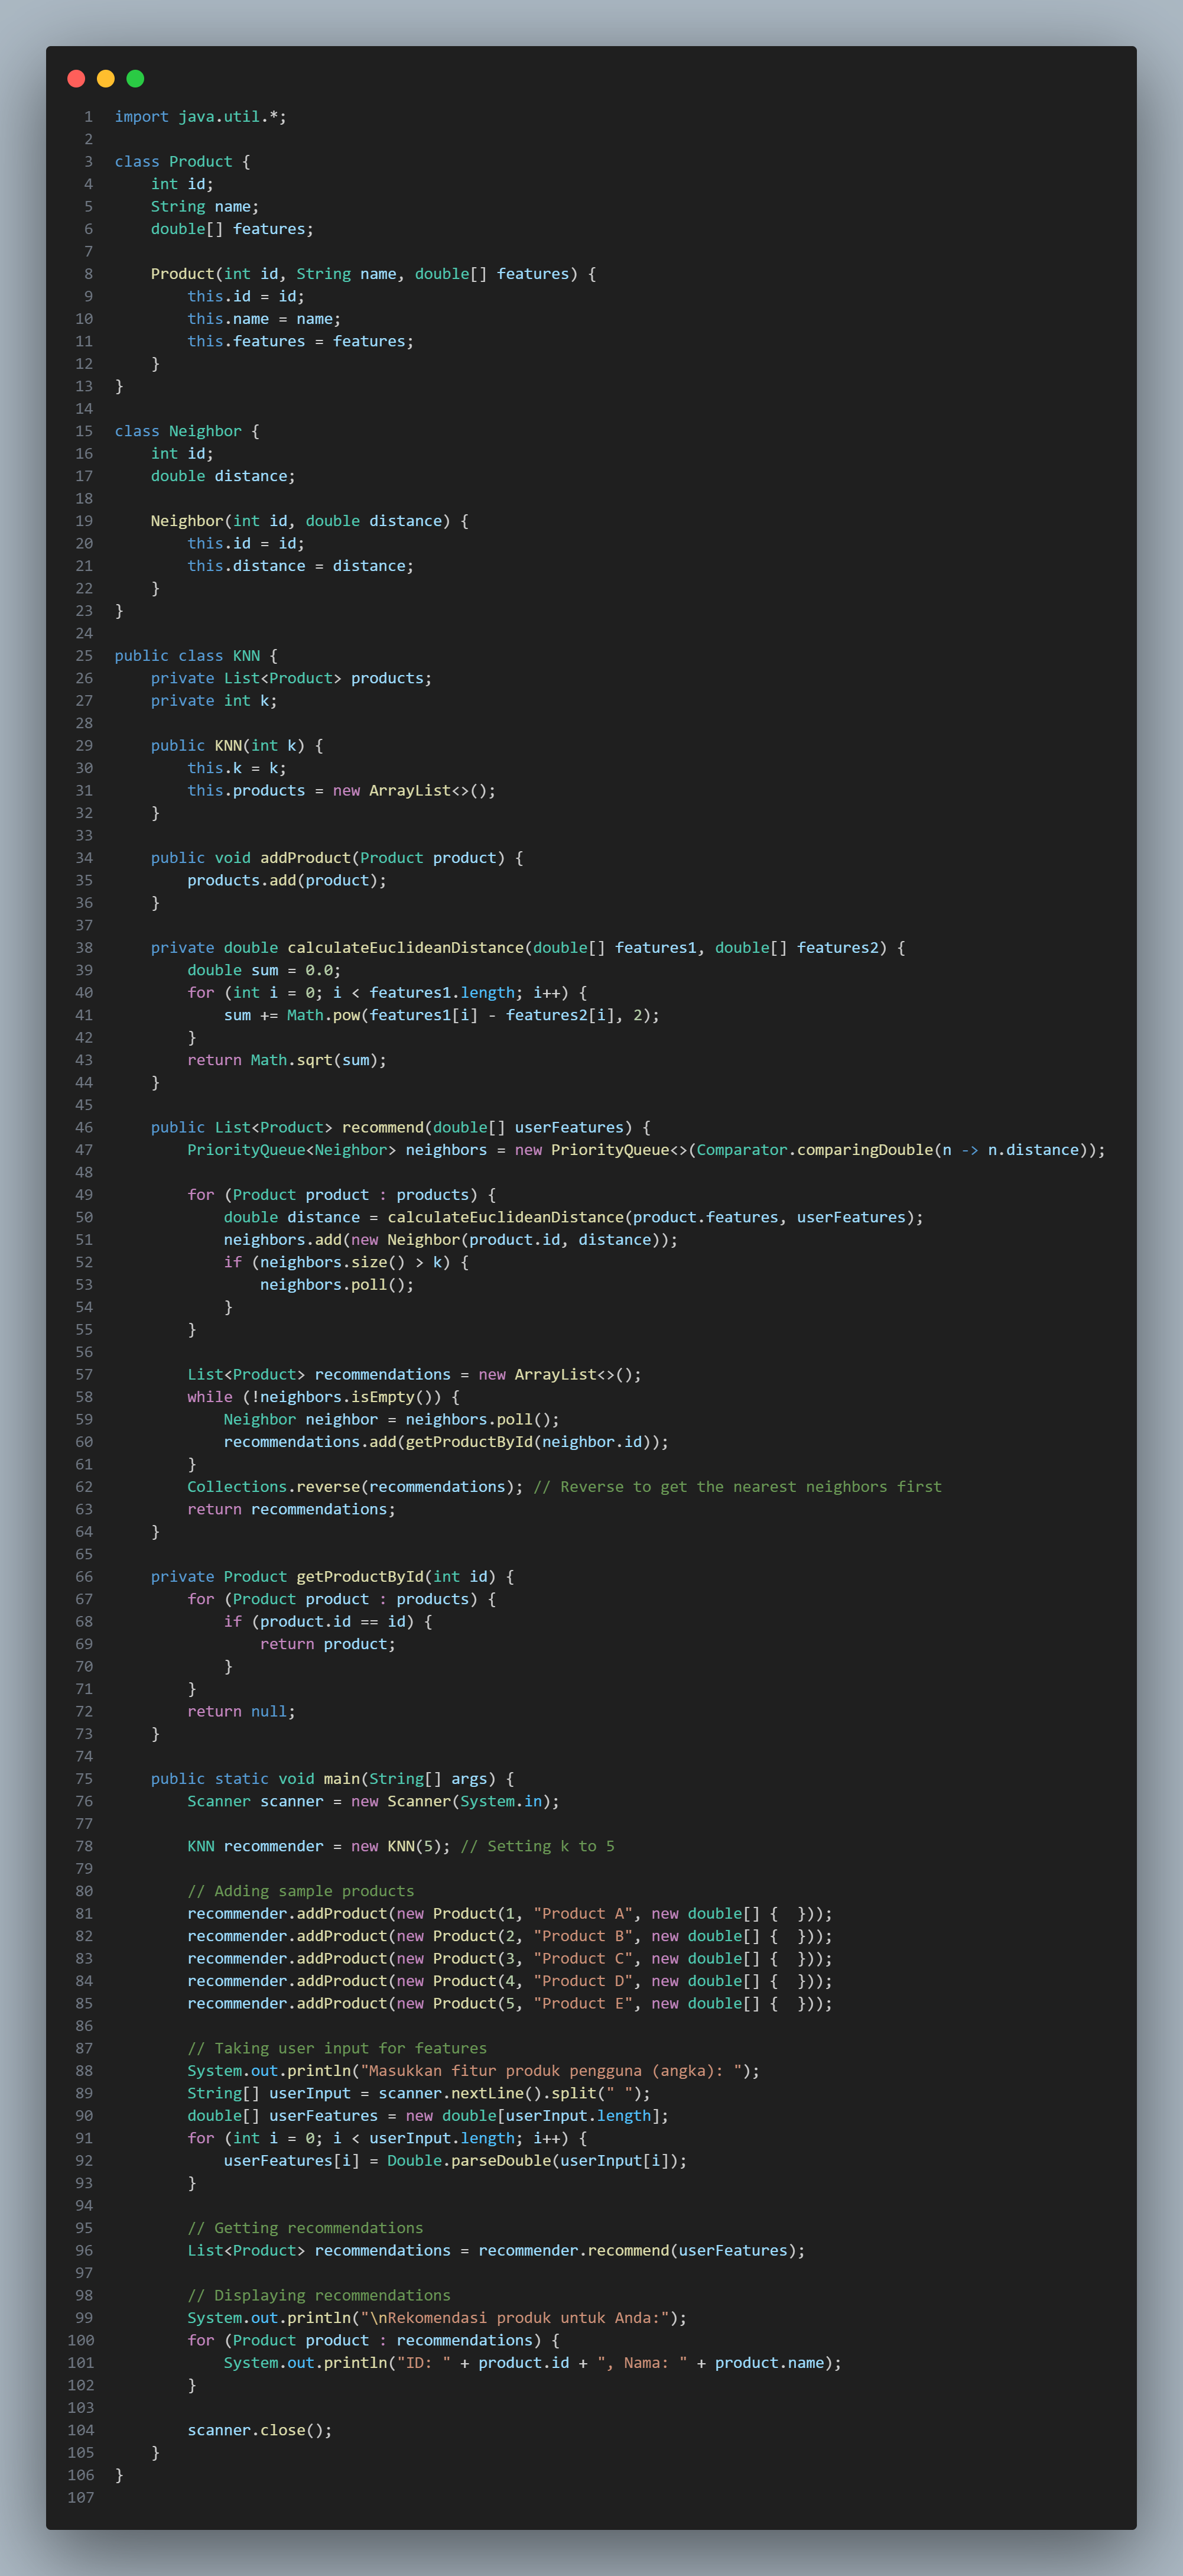 1 import java.util.*;
2
3 class Product {
4     int id;
5     String name;
6     double[] features;
7
8     Product(int id, String name, double[] features) {
9         this.id = id;
10         this.name = name;
11         this.features = features;
12     }
13 }
14
15 class Neighbor {
16     int id;
17     double distance;
18
19     Neighbor(int id, double distance) {
20         this.id = id;
21         this.distance = distance;
22     }
23 }
24
25 public class KNN {
26     private List<Product> products;
27     private int k;
28
29     public KNN(int k) {
30         this.k = k;
31         this.products = new ArrayList<>();
32     }
33
34     public void addProduct(Product product) {
35         products.add(product);
36     }
37
38     private double calculateEuclideanDistance(double[] features1, double[] features2) {
39         double sum = 0.0;
40         for (int i = 0; i < features1.length; i++) {
41             sum += Math.pow(features1[i] - features2[i], 2);
42         }
43         return Math.sqrt(sum);
44     }
45
46     public List<Product> recommend(double[] userFeatures) {
47         PriorityQueue<Neighbor> neighbors = new PriorityQueue<>(Comparator.comparingDouble(n -> n.distance));
48
49         for (Product product : products) {
50             double distance = calculateEuclideanDistance(product.features, userFeatures);
51             neighbors.add(new Neighbor(product.id, distance));
52             if (neighbors.size() > k) {
53                 neighbors.poll();
54             }
55         }
56
57         List<Product> recommendations = new ArrayList<>();
58         while (!neighbors.isEmpty()) {
59             Neighbor neighbor = neighbors.poll();
60             recommendations.add(getProductById(neighbor.id));
61         }
62         Collections.reverse(recommendations); // Reverse to get the nearest neighbors first
63         return recommendations;
64     }
65
66     private Product getProductById(int id) {
67         for (Product product : products) {
68             if (product.id == id) {
69                 return product;
70             }
71         }
72         return null;
73     }
74
75     public static void main(String[] args) {
76         Scanner scanner = new Scanner(System.in);
77
78         KNN recommender = new KNN(5); // Setting k to 5
79
80         // Adding sample products
81         recommender.addProduct(new Product(1, "Product A", new double[] {  }));
82         recommender.addProduct(new Product(2, "Product B", new double[] {  }));
83         recommender.addProduct(new Product(3, "Product C", new double[] {  }));
84         recommender.addProduct(new Product(4, "Product D", new double[] {  }));
85         recommender.addProduct(new Product(5, "Product E", new double[] {  }));
86
87         // Taking user input for features
88         System.out.println("Masukkan fitur produk pengguna (angka): ");
89         String[] userInput = scanner.nextLine().split(" ");
90         double[] userFeatures = new double[userInput.length];
91         for (int i = 0; i < userInput.length; i++) {
92             userFeatures[i] = Double.parseDouble(userInput[i]);
93         }
94
95         // Getting recommendations
96         List<Product> recommendations = recommender.recommend(userFeatures);
97
98         // Displaying recommendations
99         System.out.println("\nRekomendasi produk untuk Anda:");
100         for (Product product : recommendations) {
101             System.out.println("ID: " + product.id + ", Nama: " + product.name);
102         }
103
104         scanner.close();
105     }
106 }
107